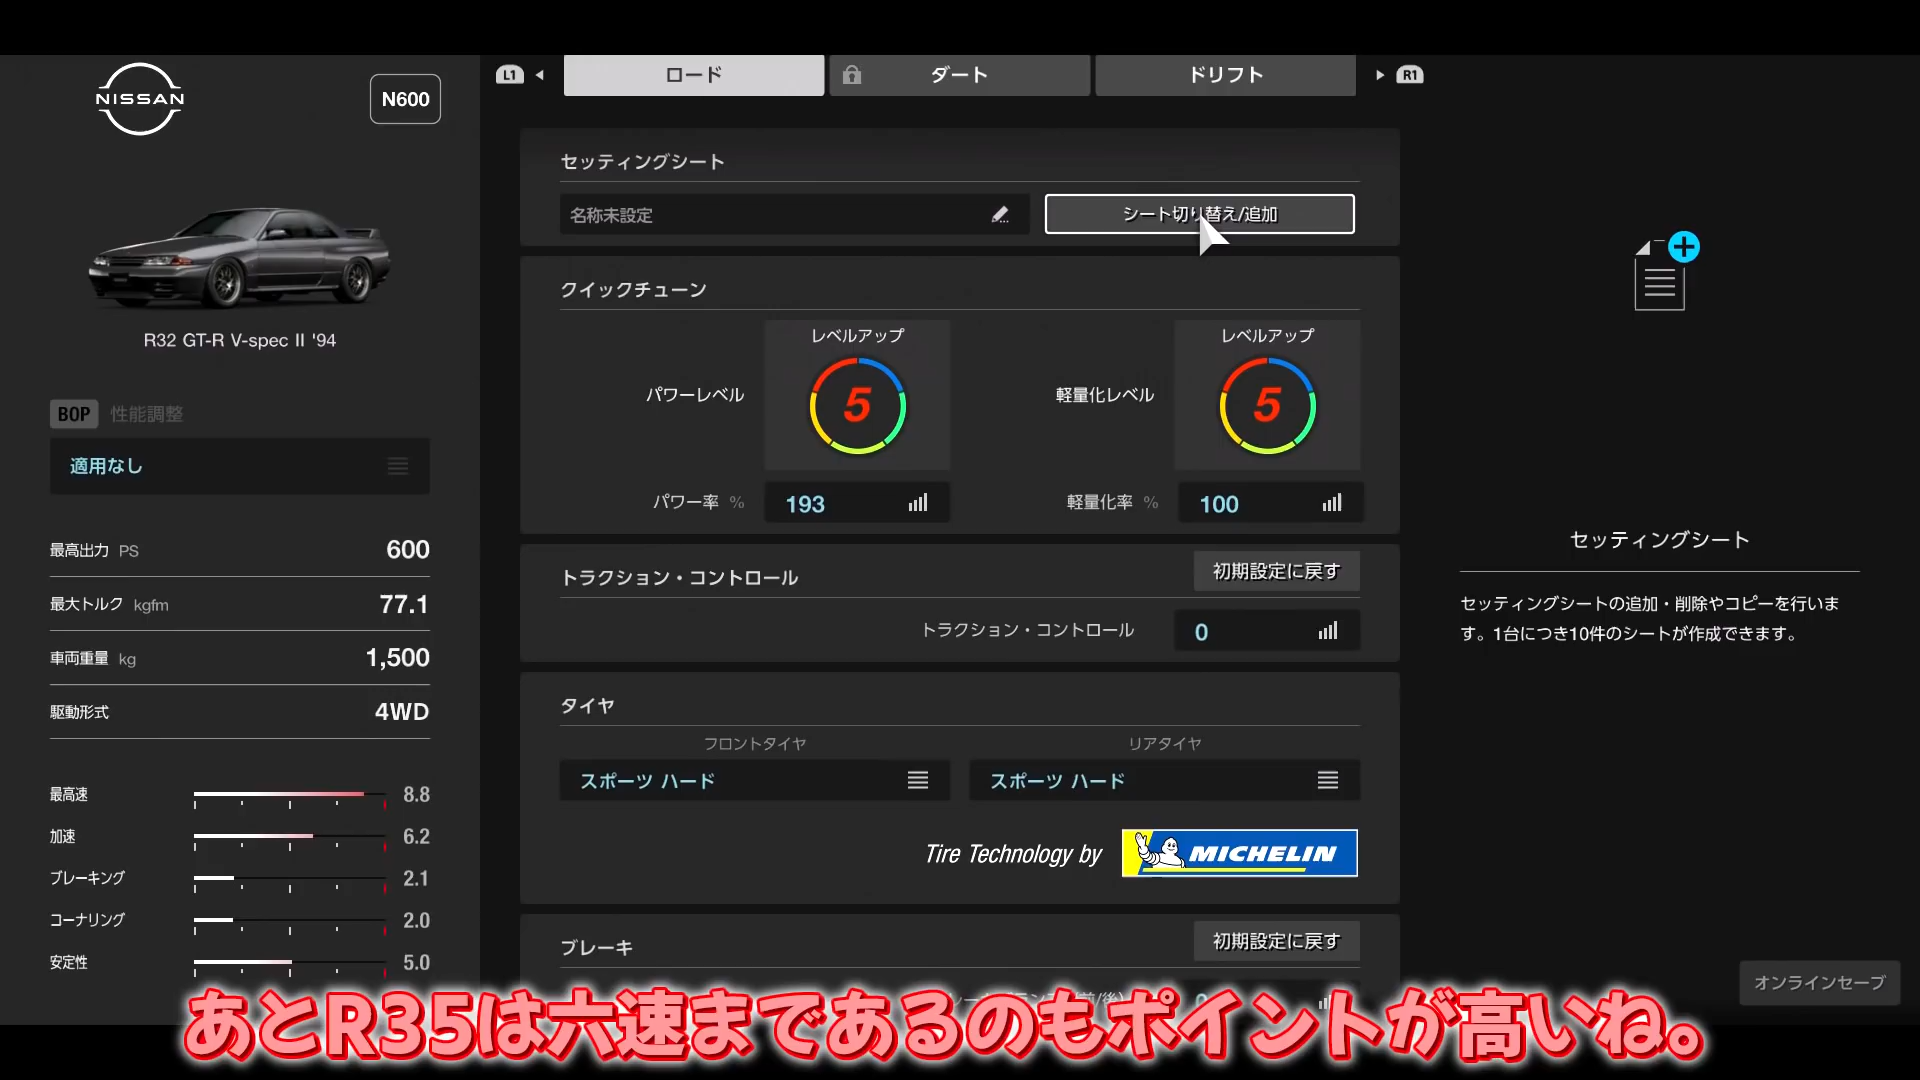 NISSAN
N600
R32 GT-R V-spec II '94
BOP 性能調整
適用なし
最高出力 PS 600
最大トルク kgfm 77.1
車両重量 kg 1,500
駆動形式 4WD
最高速 8.8
加速 6.2
ブレーキング 2.1
コーナリング 2.0
安定性 5.0
L1 ロード ダート ドリフト R1
セッティングシート
名称未設定 シート切り替え/追加
クイックチューン
レベルアップ レベルアップ
パワーレベル 5 軽量化レベル 5
パワー率 % 193 軽量化率 % 100
トラクション・コントロール 初期設定に戻す
トラクション・コントロール 0
タイヤ
フロントタイヤ リアタイヤ
スポーツ ハード スポーツ ハード
Tire Technology by MICHELIN
ブレーキ 初期設定に戻す
セッティングシート
セッティングシートの追加・削除やコピーを行いま
す。1台につき10件のシートが作成できます。
オンラインセーブ
あとR35は六速まであるのもポイントが高いね。